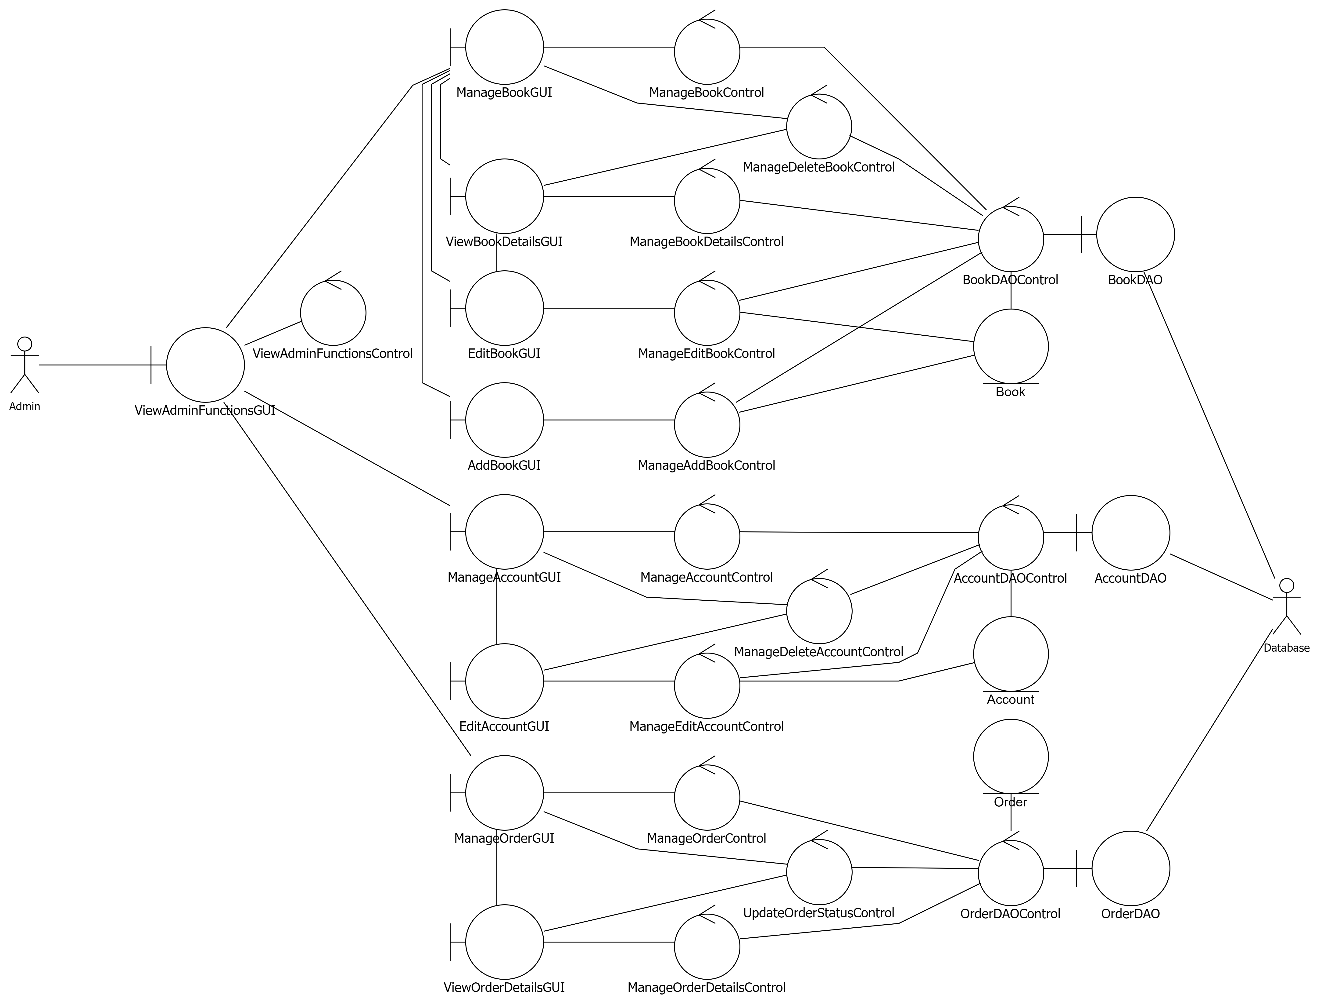 ManageBookGUI
ManageBookControl
ManageDeleteBookControl
ViewBookDetailsGUI
ManageBookDetailsControl
BookDAOControl
BookDAO
ViewAdminFunctionsControl
EditBookGUI
ManageEditBookControl
Book
Admin
ViewAdminFunctionsGUI
AddBookGUI
ManageAddBookControl
ManageAccountGUI
ManageAccountControl
AccountDAOControl
AccountDAO
ManageDeleteAccountControl
Database
EditAccountGUI
ManageEditAccountControl
Account
Order
ManageOrderGUI
ManageOrderControl
UpdateOrderStatusControl
OrderDAOControl
OrderDAO
ViewOrderDetailsGUI
ManageOrderDetailsControl